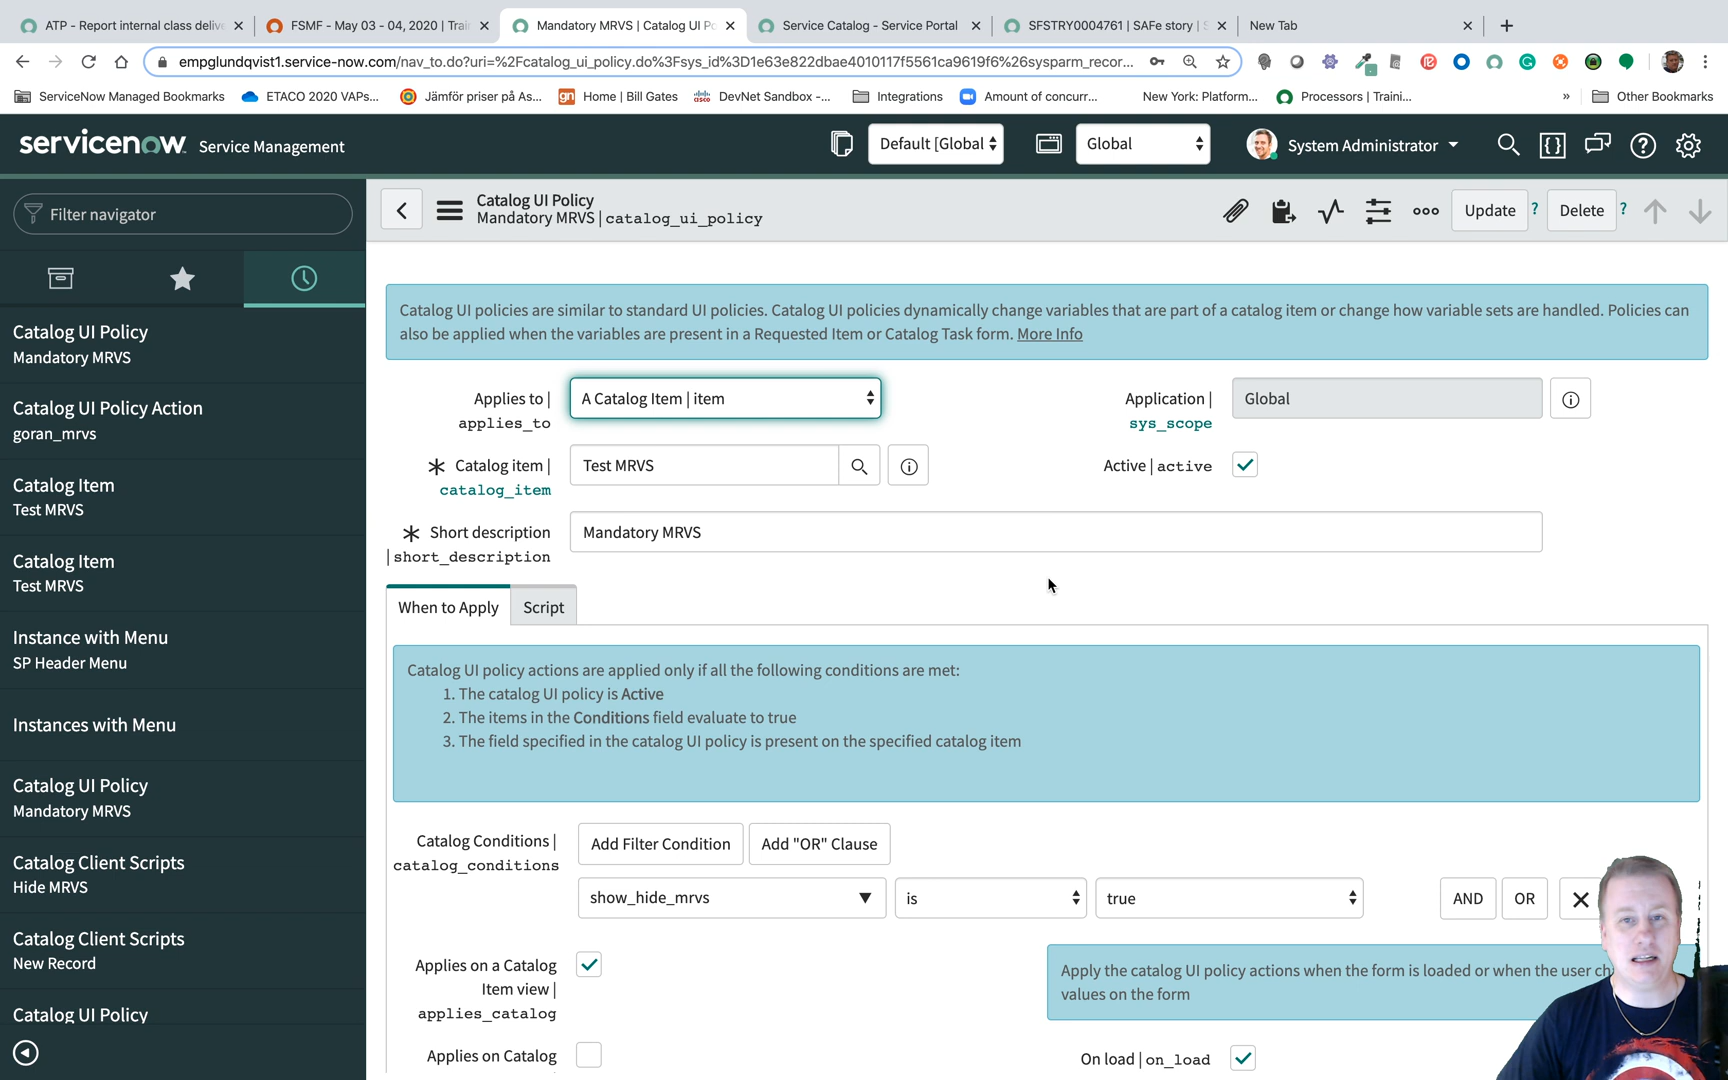 ATP - Report internal class delive
FSMF - May 03 - 04, 2020 | Trai
Mandatory MRVS | Catalog UI Po
Service Catalog - Service Portal
SFSTRY0004761 | SAFe story | S
New Tab
empglundqvist1.service-now.com/nav_to.do?uri=%2Fcatalog_ui_policy.do%3Fsys_id%3D1e63e822dbae4010117f5561ca9619f6%26sysparm_recor...
ServiceNow Managed Bookmarks
ETACO 2020 VAPs...
Jämför priser på As...
gn Home | Bill Gates
DevNet Sandbox -...
Integrations
Amount of concurr...
New York: Platform...
Processors | Traini...
»
Other Bookmarks
servicenow Service Management
Default [Global
Global
System Administrator
Filter navigator
Catalog UI Policy
Mandatory MRVS | catalog_ui_policy
Update ?
Delete ?
Catalog UI Policy
Mandatory MRVS
Catalog UI Policy Action
goran_mrvs
Catalog Item
Test MRVS
Catalog Item
Test MRVS
Instance with Menu
SP Header Menu
Instances with Menu
Catalog UI Policy
Mandatory MRVS
Catalog Client Scripts
Hide MRVS
Catalog Client Scripts
New Record
Catalog UI Policy
Catalog UI policies are similar to standard UI policies. Catalog UI policies dynamically change variables that are part of a catalog item or change how variable sets are handled. Policies can
also be applied when the variables are present in a Requested Item or Catalog Task form. More Info
Applies to |
applies_to
A Catalog Item | item
Application |
sys_scope
Global
Catalog item |
catalog_item
Test MRVS
Active | active
Short description
| short_description
Mandatory MRVS
When to Apply
Script
Catalog UI policy actions are applied only if all the following conditions are met:
1. The catalog UI policy is Active
2. The items in the Conditions field evaluate to true
3. The field specified in the catalog UI policy is present on the specified catalog item
Catalog Conditions |
catalog_conditions
Add Filter Condition
Add "OR" Clause
show_hide_mrvs
is
true
AND
OR
Applies on a Catalog
Item view |
applies_catalog
Apply the catalog UI policy actions when the form is loaded or when the user ch
values on the form
Applies on Catalog
On load | on_load